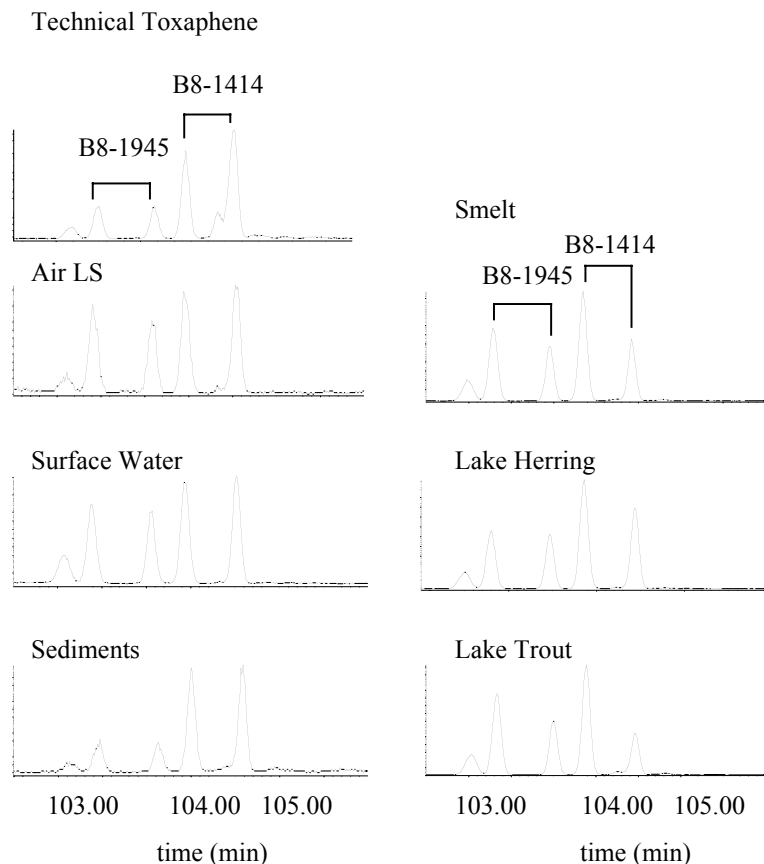 Technical Toxaphene
B8-1414
B8-1945
Air LS
Surface Water
Sediments
103.00 104.00 105.00
time (min)
Smelt
B8-1414
B8-1945
Lake Herring
Lake Trout
103.00 104.00 105.00
time (min)